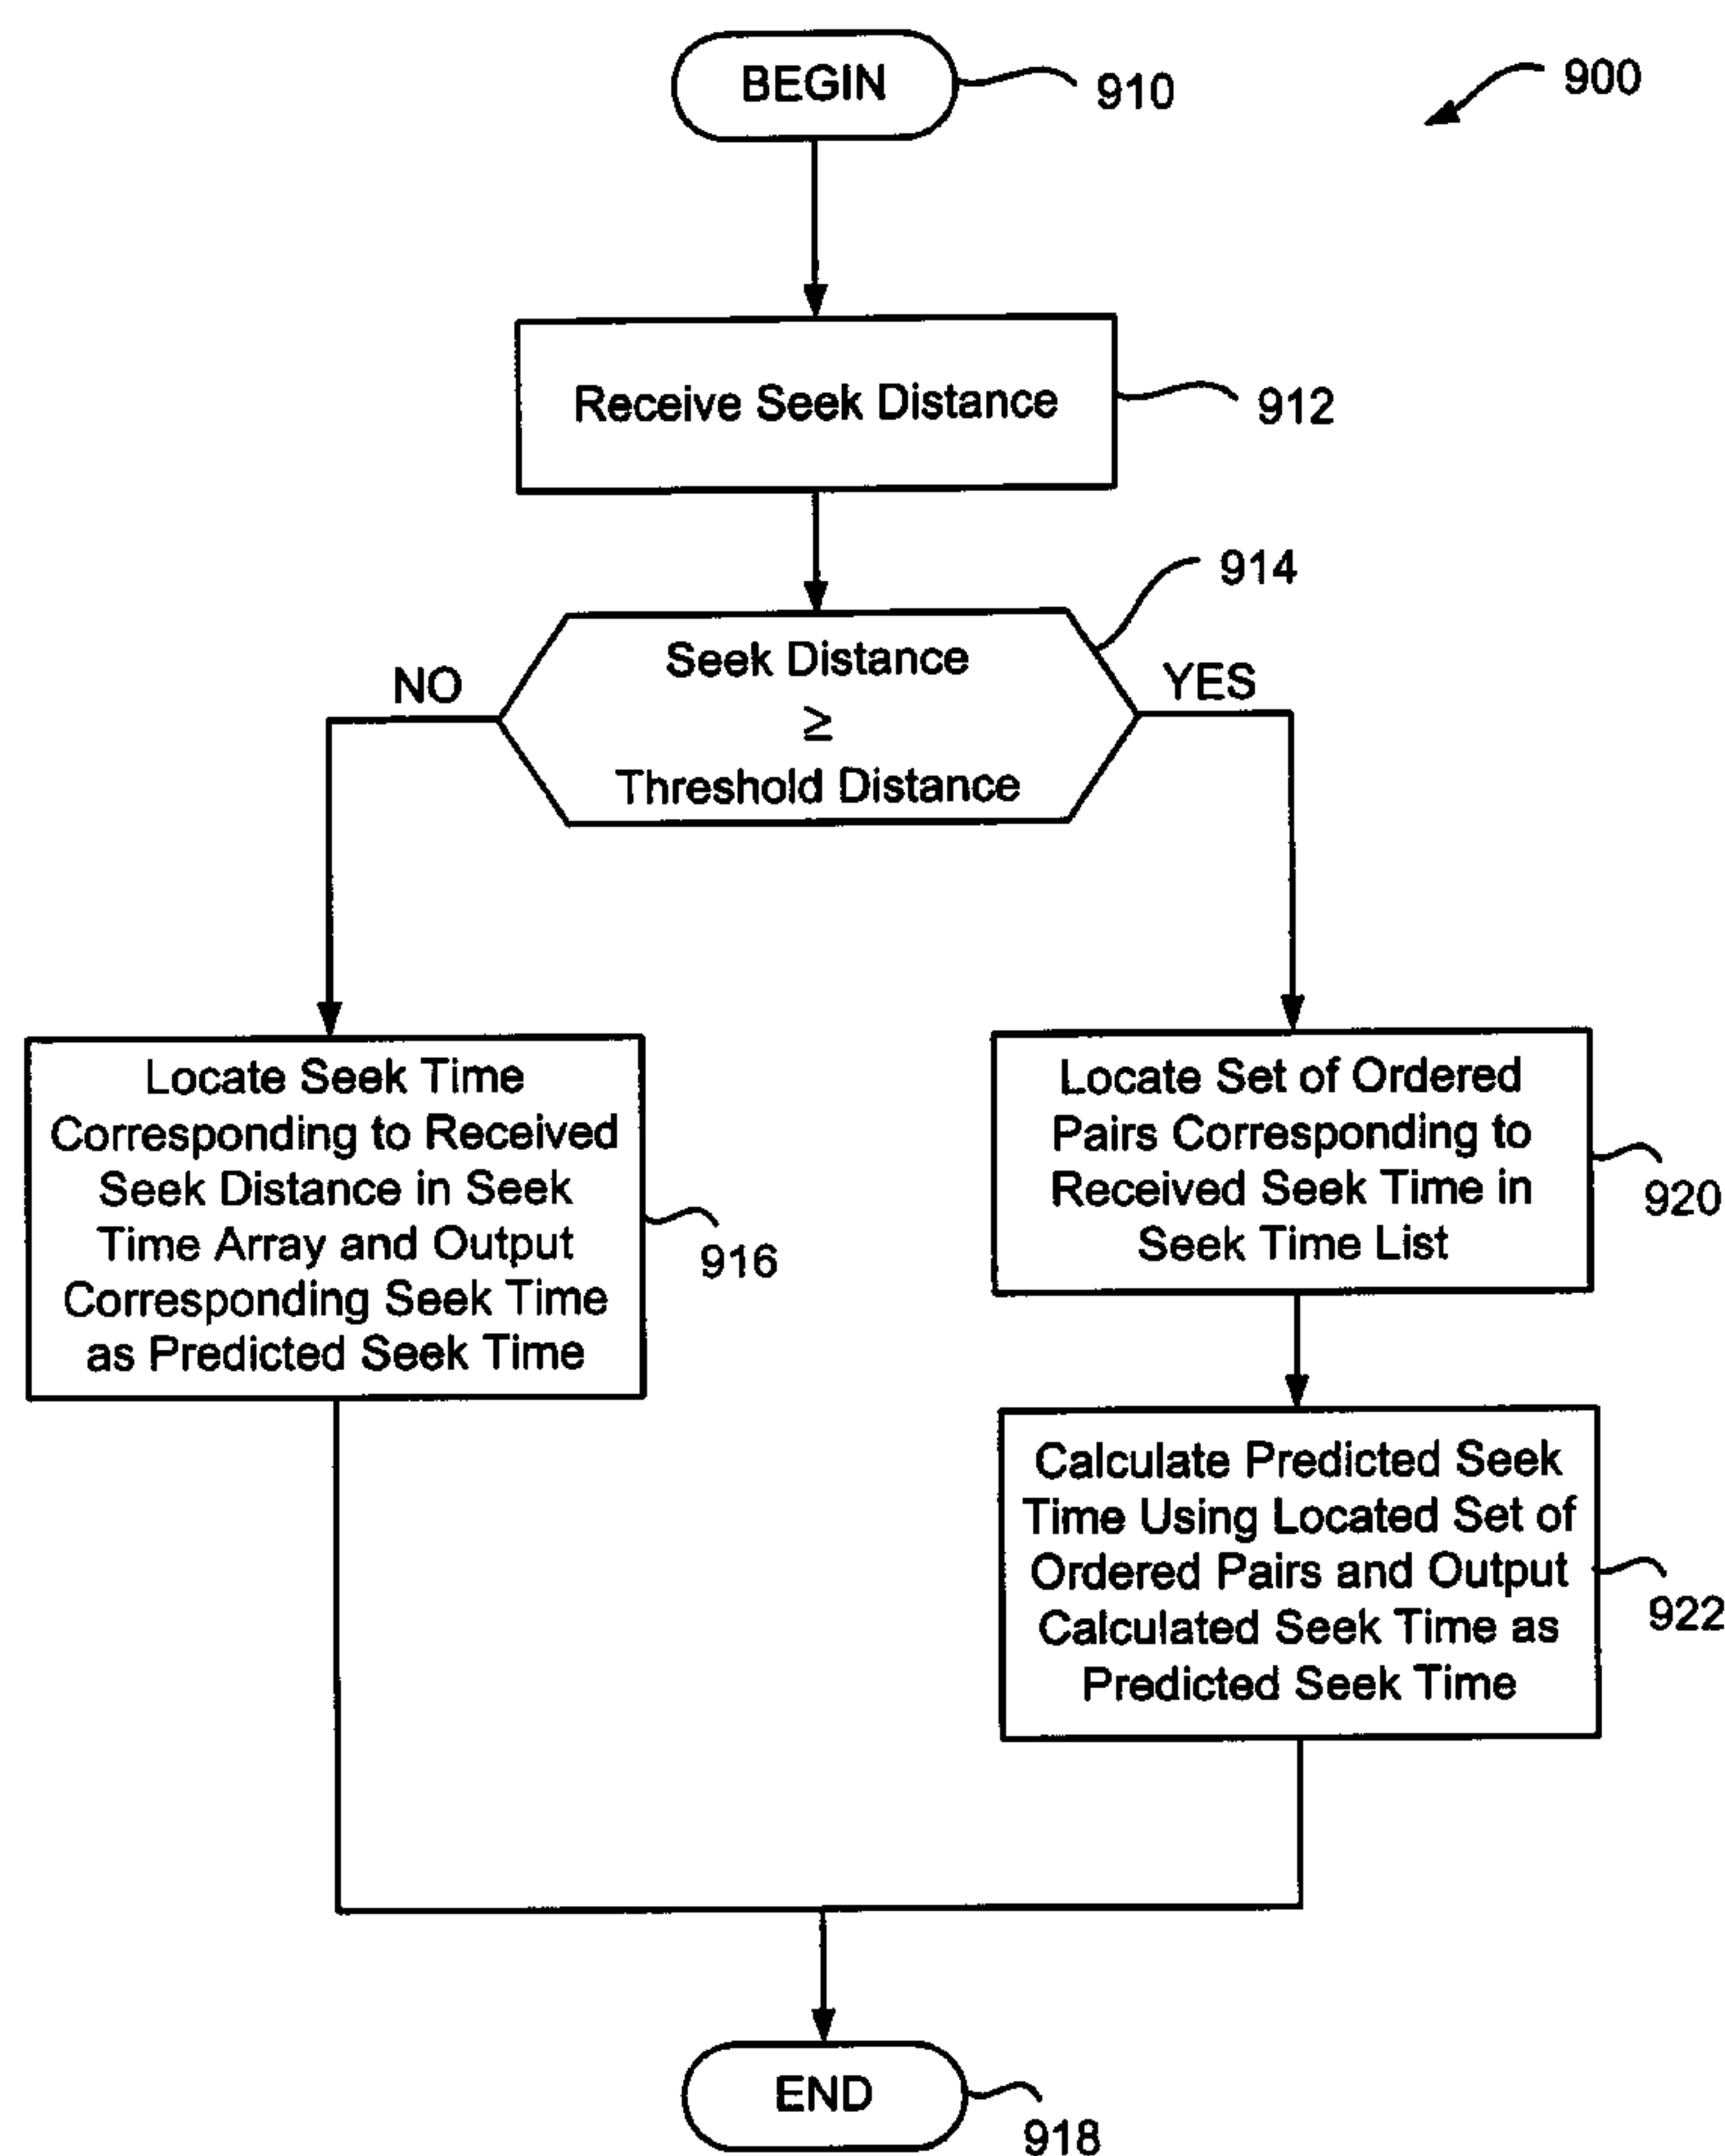 BEGIN
910
900
Receive Seek Distance
912
914
Seek Distance
≥
Threshold Distance
NO
YES
Locate Seek Time
Corresponding to Received
Seek Distance in Seek
Time Array and Output
Corresponding Seek Time
as Predicted Seek Time
916
Locate Set of Ordered
Pairs Corresponding to
Received Seek Time in
Seek Time List
920
Calculate Predicted Seek
Time Using Located Set of
Ordered Pairs and Output
Calculated Seek Time as
Predicted Seek Time
922
END
918